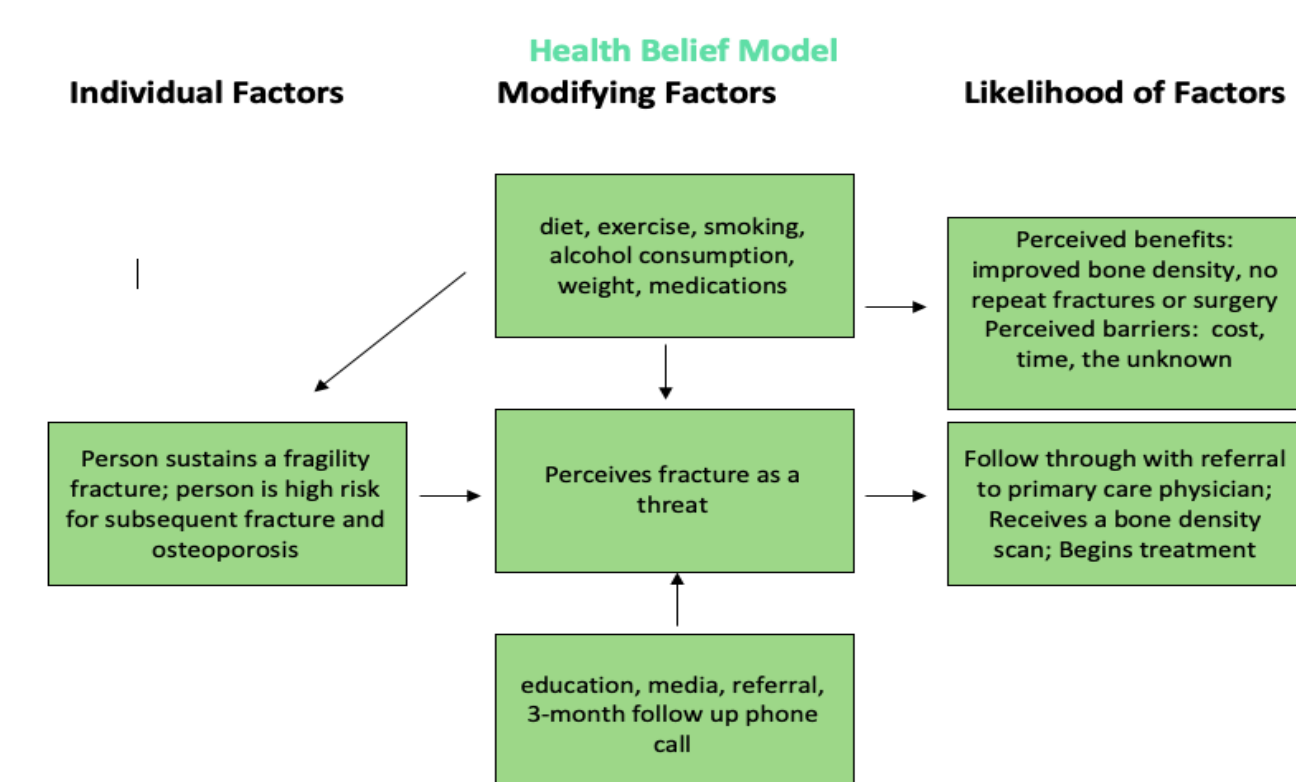 Health Belief Model
Individual Factors
Modifying Factors
Likelihood of Factors
diet, exercise, smoking,
alcohol consumption,
weight, medications
Perceived benefits:
improved bone density, no
repeat fractures or surgery
Perceived barriers: cost,
time, the unknown
Person sustains a fragility
fracture; person is high risk
for subsequent fracture and
osteoporosis
Perceives fracture as a
threat
Follow through with referral
to primary care physician;
Receives a bone density
scan; Begins treatment
education, media, referral,
3-month follow up phone
call